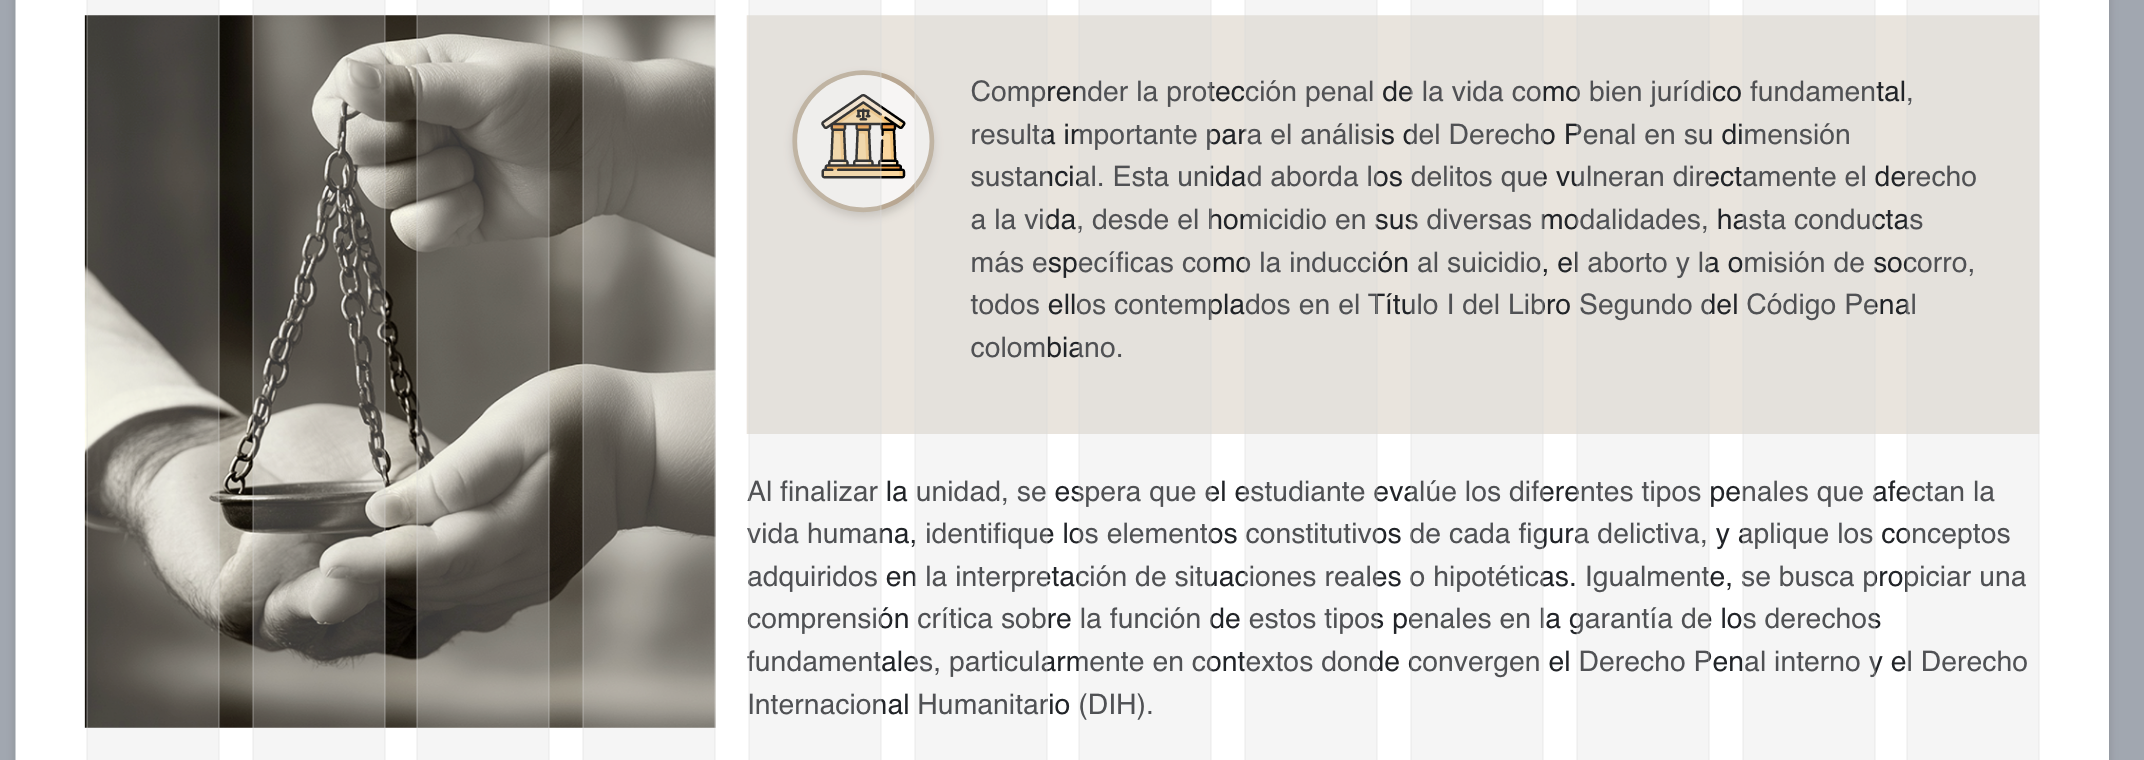 Comprender la protección penal de la vida como bien jurídico fundamental,
resulta importante para el análisis del Derecho Penal en su dimensión
sustancial. Esta unidad aborda los delitos que vulneran directamente el derecho
a la vida, desde el homicidio en sus diversas modalidades, hasta conductas
más específicas como la inducción al suicidio, el aborto y la omisión de socorro,
todos ellos contemplados en el Título I del Libro Segundo del Código Penal
colombiano.
Al finalizar la unidad, se espera que el estudiante evalúe los diferentes tipos penales que afectan la
vida humana, identifique los elementos constitutivos de cada figura delictiva, y aplique los conceptos
adquiridos en la interpretación de situaciones reales o hipotéticas. Igualmente, se busca propiciar una
comprensión crítica sobre la función de estos tipos penales en la garantía de los derechos
fundamentales, particularmente en contextos donde convergen el Derecho Penal interno y el Derecho
Internacional Humanitario (DIH).